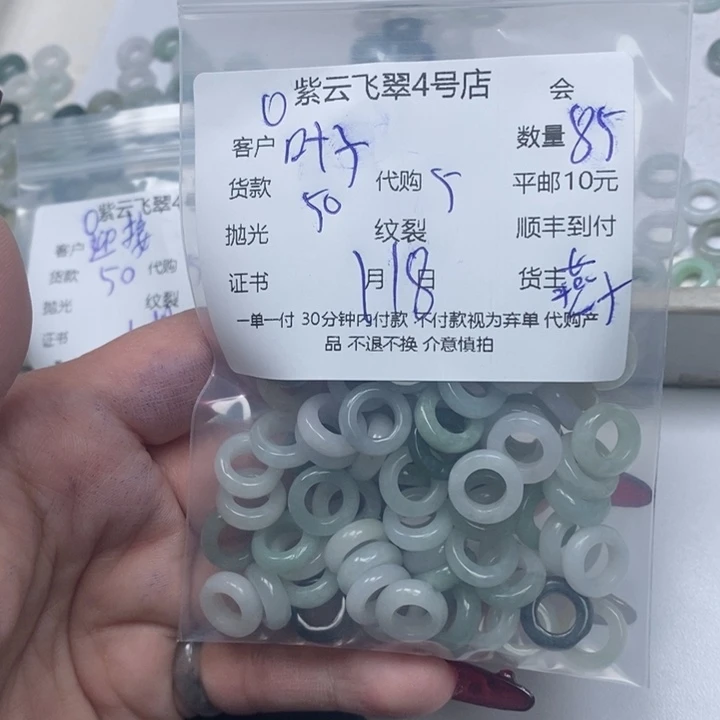 紫云飞翠4号店 会
0
客户 叶子 数量 85
货款 50 代购 5 平邮10元
抛光 纹裂 顺丰到付
证书 1月18日 货主
一单一付 30分钟内付款 不付款视为弃单 代购产
品 不退不换 介意慎拍
0紫云飞翠4
客户 迎接
货款 50 代购
抛光 纹裂
证书